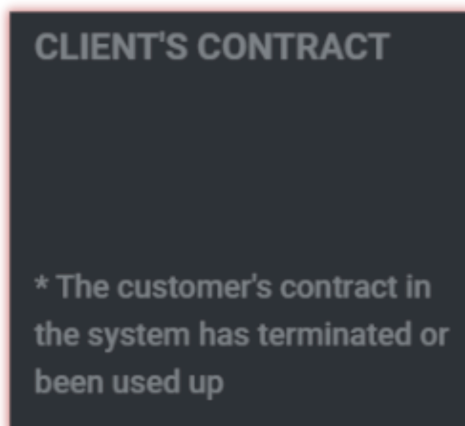 CLIENT'S CONTRACT
* The customer's contract in
the system has terminated or
been used up